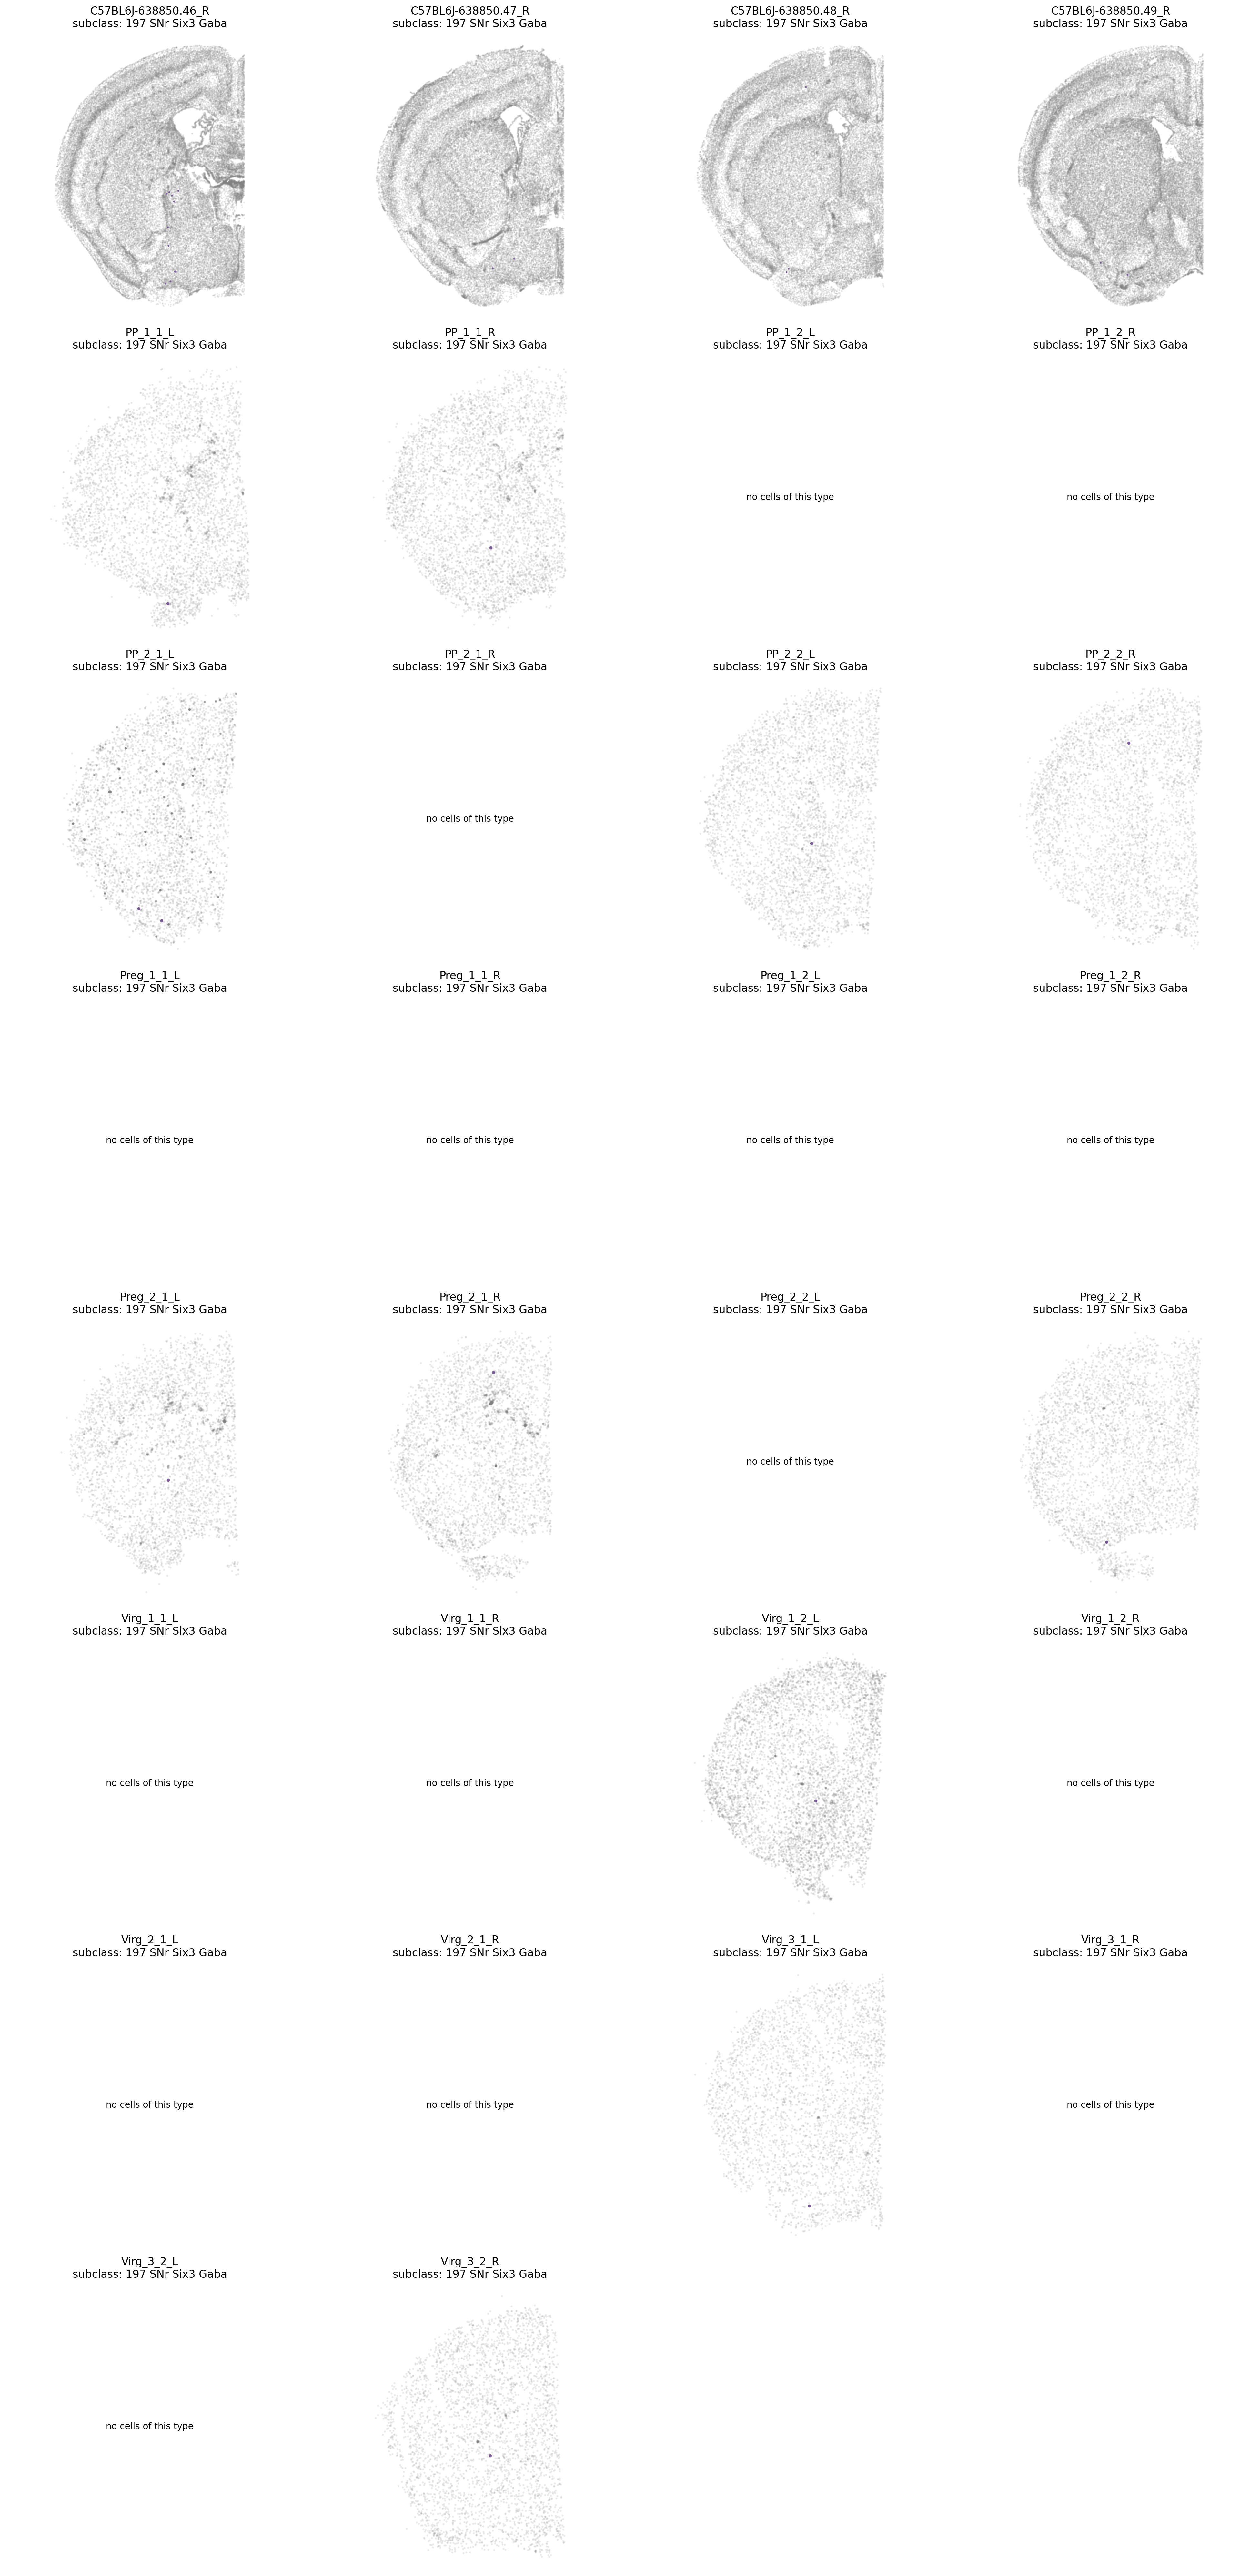 C57BL6J-638850.46_R
subclass: 197 SNr Six3 Gaba
C57BL6J-638850.47_R
subclass: 197 SNr Six3 Gaba
C57BL6J-638850.48_R
subclass: 197 SNr Six3 Gaba
C57BL6J-638850.49_R
subclass: 197 SNr Six3 Gaba
PP_1_1_L
subclass: 197 SNr Six3 Gaba
PP_1_1_R
subclass: 197 SNr Six3 Gaba
PP_1_2_L
subclass: 197 SNr Six3 Gaba
no cells of this type
PP_1_2_R
subclass: 197 SNr Six3 Gaba
no cells of this type
PP_2_1_L
subclass: 197 SNr Six3 Gaba
PP_2_1_R
subclass: 197 SNr Six3 Gaba
no cells of this type
PP_2_2_L
subclass: 197 SNr Six3 Gaba
PP_2_2_R
subclass: 197 SNr Six3 Gaba
Preg_1_1_L
subclass: 197 SNr Six3 Gaba
no cells of this type
Preg_1_1_R
subclass: 197 SNr Six3 Gaba
no cells of this type
Preg_1_2_L
subclass: 197 SNr Six3 Gaba
no cells of this type
Preg_1_2_R
subclass: 197 SNr Six3 Gaba
no cells of this type
Preg_2_1_L
subclass: 197 SNr Six3 Gaba
Preg_2_1_R
subclass: 197 SNr Six3 Gaba
Preg_2_2_L
subclass: 197 SNr Six3 Gaba
no cells of this type
Preg_2_2_R
subclass: 197 SNr Six3 Gaba
Virg_1_1_L
subclass: 197 SNr Six3 Gaba
no cells of this type
Virg_1_1_R
subclass: 197 SNr Six3 Gaba
no cells of this type
Virg_1_2_L
subclass: 197 SNr Six3 Gaba
Virg_1_2_R
subclass: 197 SNr Six3 Gaba
no cells of this type
Virg_2_1_L
subclass: 197 SNr Six3 Gaba
no cells of this type
Virg_2_1_R
subclass: 197 SNr Six3 Gaba
no cells of this type
Virg_3_1_L
subclass: 197 SNr Six3 Gaba
Virg_3_1_R
subclass: 197 SNr Six3 Gaba
no cells of this type
Virg_3_2_L
subclass: 197 SNr Six3 Gaba
no cells of this type
Virg_3_2_R
subclass: 197 SNr Six3 Gaba